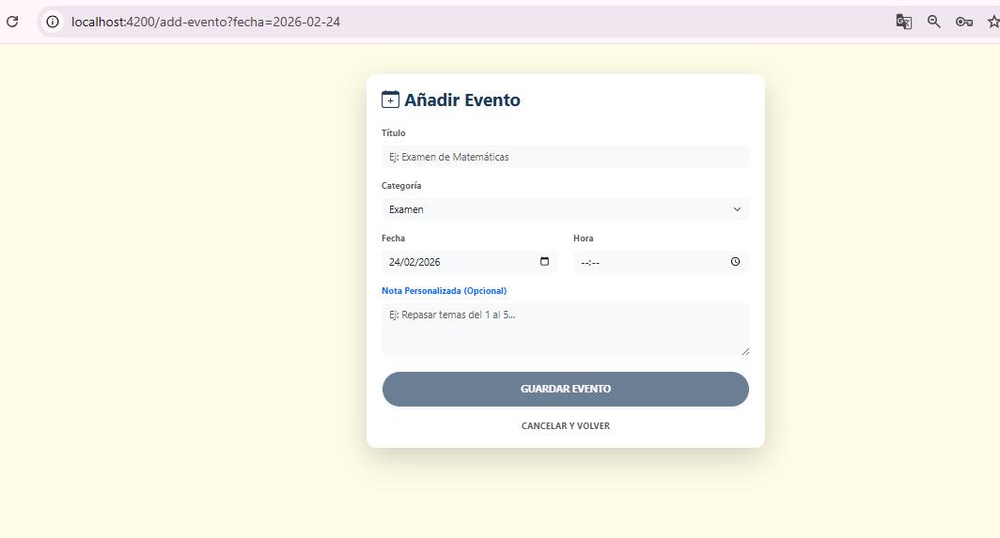 localhost:4200/add-evento?fecha=2026-02-24
Añadir Evento
Título
Ej: Examen de Matemáticas
Categoría
Examen
Fecha Hora
24/02/2026 --:--
Nota Personalizada (Opcional)
Ej: Repasar temas del 1 al 5...
GUARDAR EVENTO
CANCELAR Y VOLVER